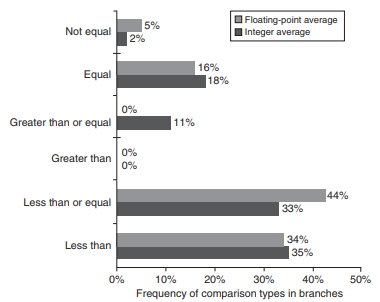 Floating-point average
Integer average
Not equal
5%
2%
Equal
16%
18%
Greater than or equal
0%
11%
Greater than
0%
0%
Less than or equal
44%
33%
Less than
34%
35%
0% 10% 20% 30% 40% 50%
Frequency of comparison types in branches